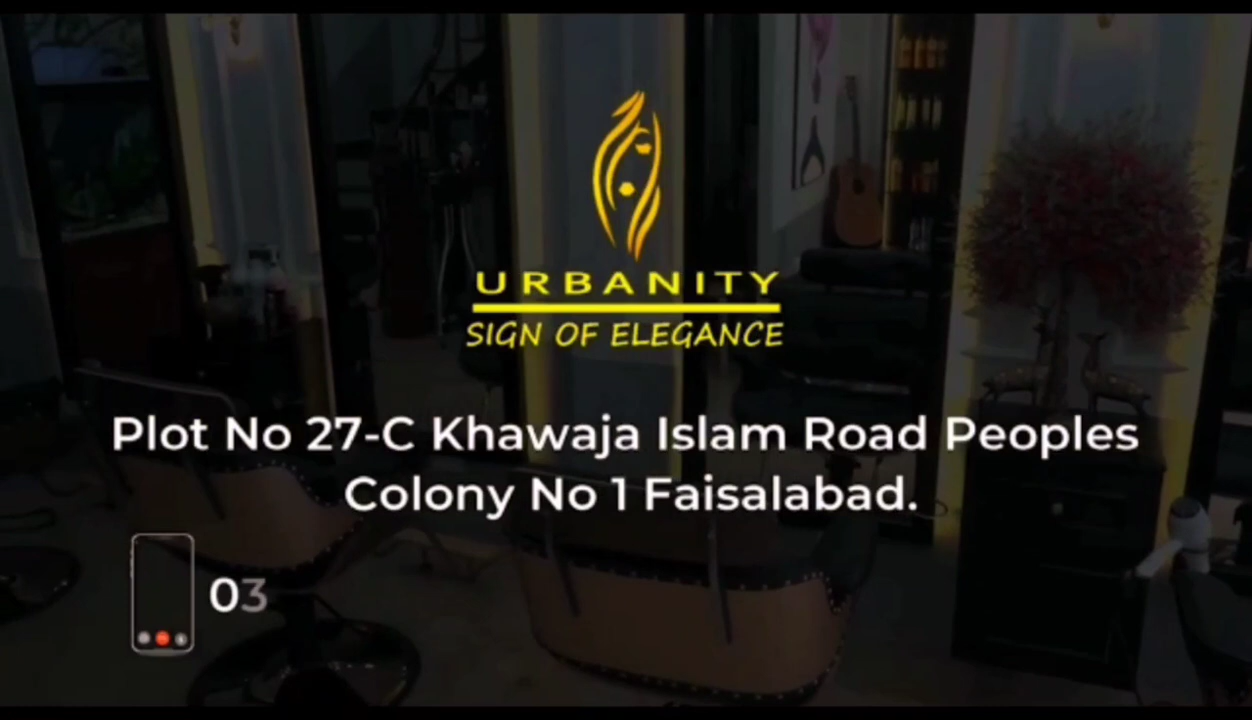 URBANITY
SIGN OF ELEGANCE
Plot No 27-C Khawaja Islam Road Peoples
Colony No 1 Faisalabad.
03